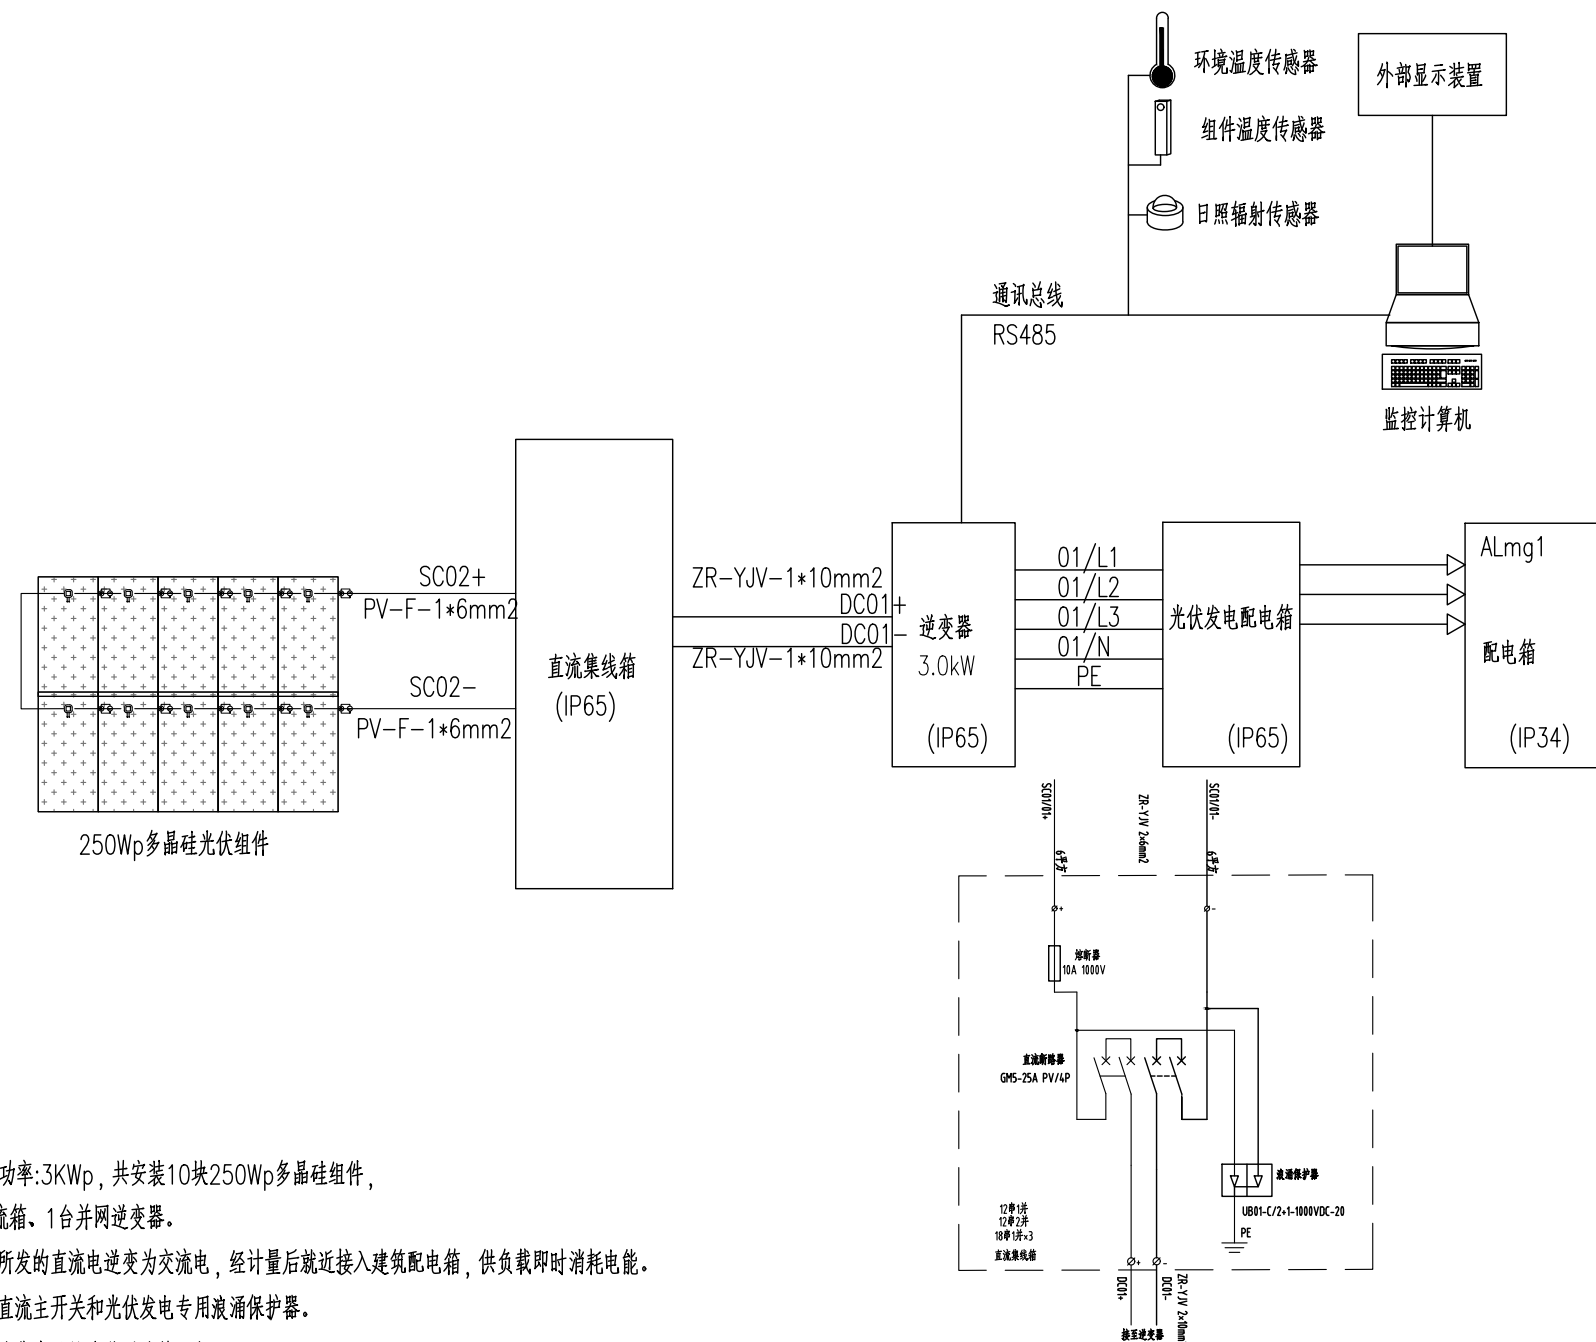 环境温度传感器
外部显示装置
组件温度传感器
日照辐射传感器
通讯总线
RS485
监控计算机
SC02+
PV-F-1*6mm2
SC02-
PV-F-1*6mm2
250Wp多晶硅光伏组件
直流集线箱
(IP65)
ZR-YJV-1*10mm2
DC01+
DC01-
ZR-YJV-1*10mm2
逆变器
3.0kW
(IP65)
01/L1
01/L2
01/L3
01/N
PE
光伏发电配电箱
(IP65)
ALmg1
配电箱
(IP34)
SC01/01+
ZR-YJV 2×6mm2
SC01/01-
6平方
6平方
+
-
熔断器
10A 1000V
直流断路器
GM5-25A PV/4P
浪涌保护器
UB01-C/2+1-1000VDC-20
PE
12串1并
12串2并
18串1并×3
直流集线箱
+
-
DC01+
DC01-
ZR-YJV 2×10mm
接至逆变器
功率:3KWp,共安装10块250Wp多晶硅组件,
流箱、1台并网逆变器。
所发的直流电逆变为交流电,经计量后就近接入建筑配电箱,供负载即时消耗电能。
直流主开关和光伏发电专用浪涌保护器。